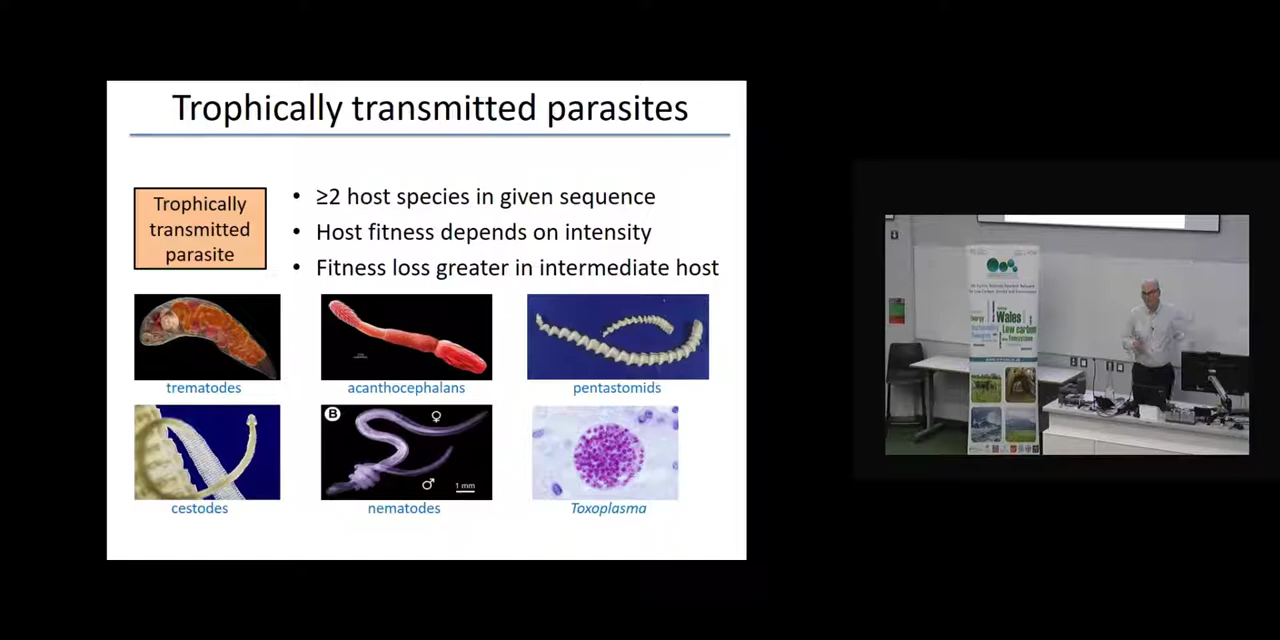 Trophically transmitted parasites
Trophically
transmitted
parasite
• ≥2 host species in given sequence
• Host fitness depends on intensity
• Fitness loss greater in intermediate host
trematodes
acanthocephalans
pentastomids
B
♀
♂
1 mm
cestodes
nematodes
Toxoplasma
Wales
Low carbon
Ecosystem